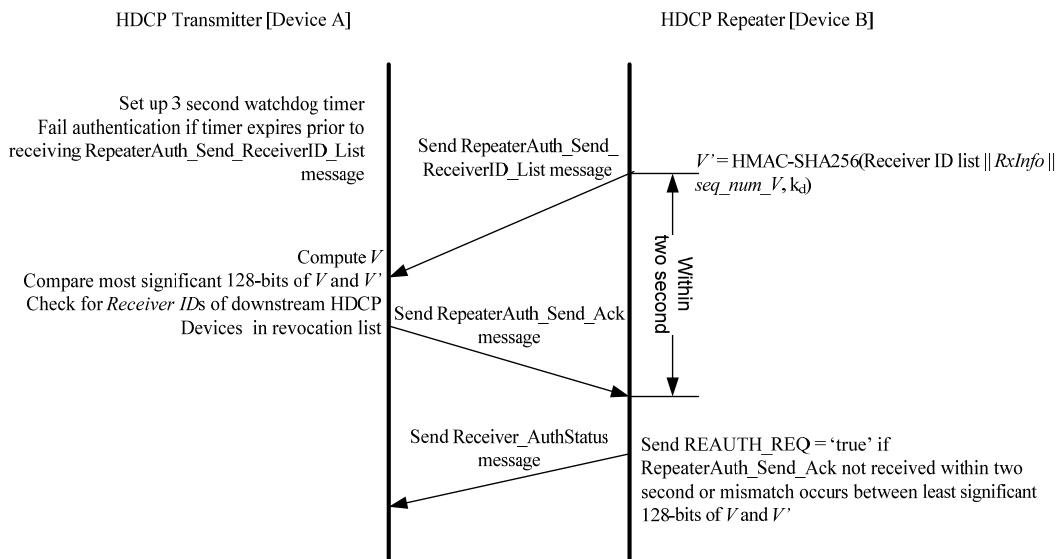 HDCP Transmitter [Device A]
HDCP Repeater [Device B]
Set up 3 second watchdog timer
Fail authentication if timer expires prior to
receiving RepeaterAuth_Send_ReceiverID_List
message
Send RepeaterAuth_Send_
ReceiverID_List message
V’ = HMAC-SHA256(Receiver ID list || RxInfo ||
seq_num_V, kd)
Within
two second
Compute V
Compare most significant 128-bits of V and V’
Check for Receiver IDs of downstream HDCP
Devices in revocation list
Send RepeaterAuth_Send_Ack
message
Send Receiver_AuthStatus
message
Send REAUTH_REQ = ‘true’ if
RepeaterAuth_Send_Ack not received within two
second or mismatch occurs between least significant
128-bits of V and V’